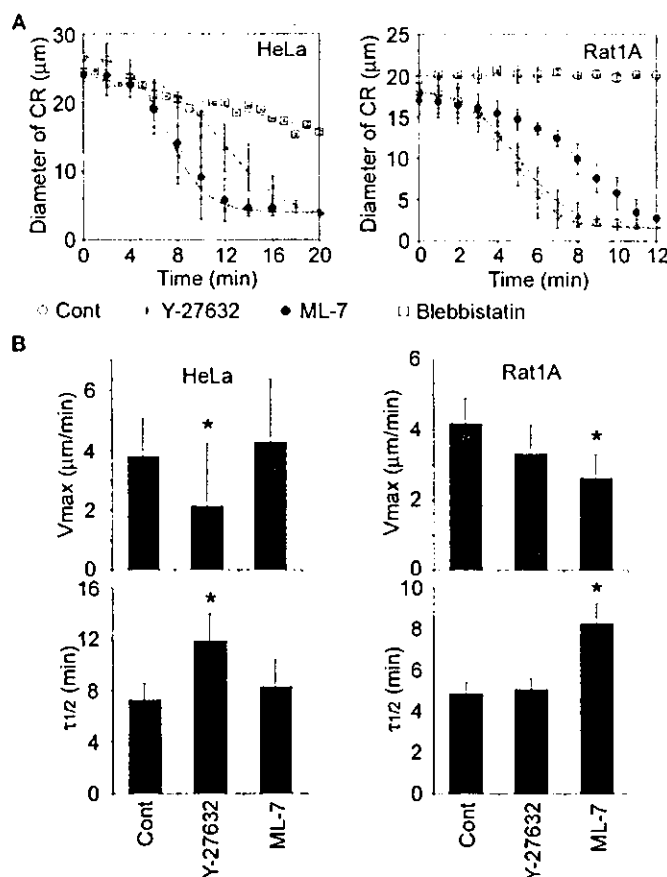 A
HeLa
Rat1A
Diameter of CR (μm)
30
20
10
0
0 4 8 12 16 20
Time (min)
Diameter of CR (μm)
25
20
15
10
5
0
0 2 4 6 8 10 12
Time (min)
Cont Y-27632 ML-7 Blebbistatin
B
HeLa
Vmax (μm/min)
6
4
2
0
Rat1A
Vmax (μm/min)
6
4
2
0
*
*
τ1/2 (min)
16
12
8
4
0
*
τ1/2 (min)
10
8
6
4
2
0
*
Cont
Y-27632
ML-7
Cont
Y-27632
ML-7